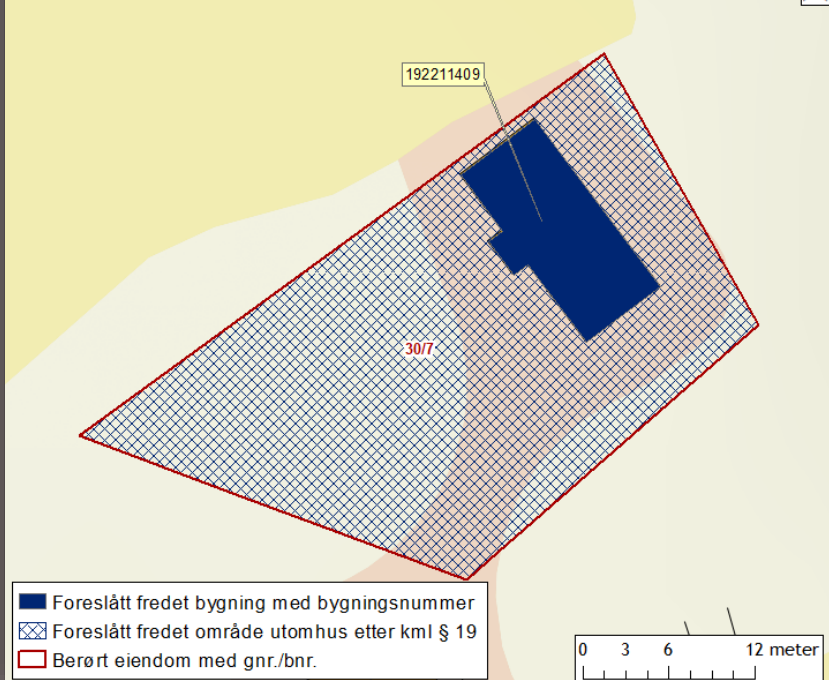 192211409
30/7
Foreslått fredet bygning med bygningsnummer
Foreslått fredet område utomhus etter kml § 19
Berørt eiendom med gnr./bnr.
0 3 6 12 meter